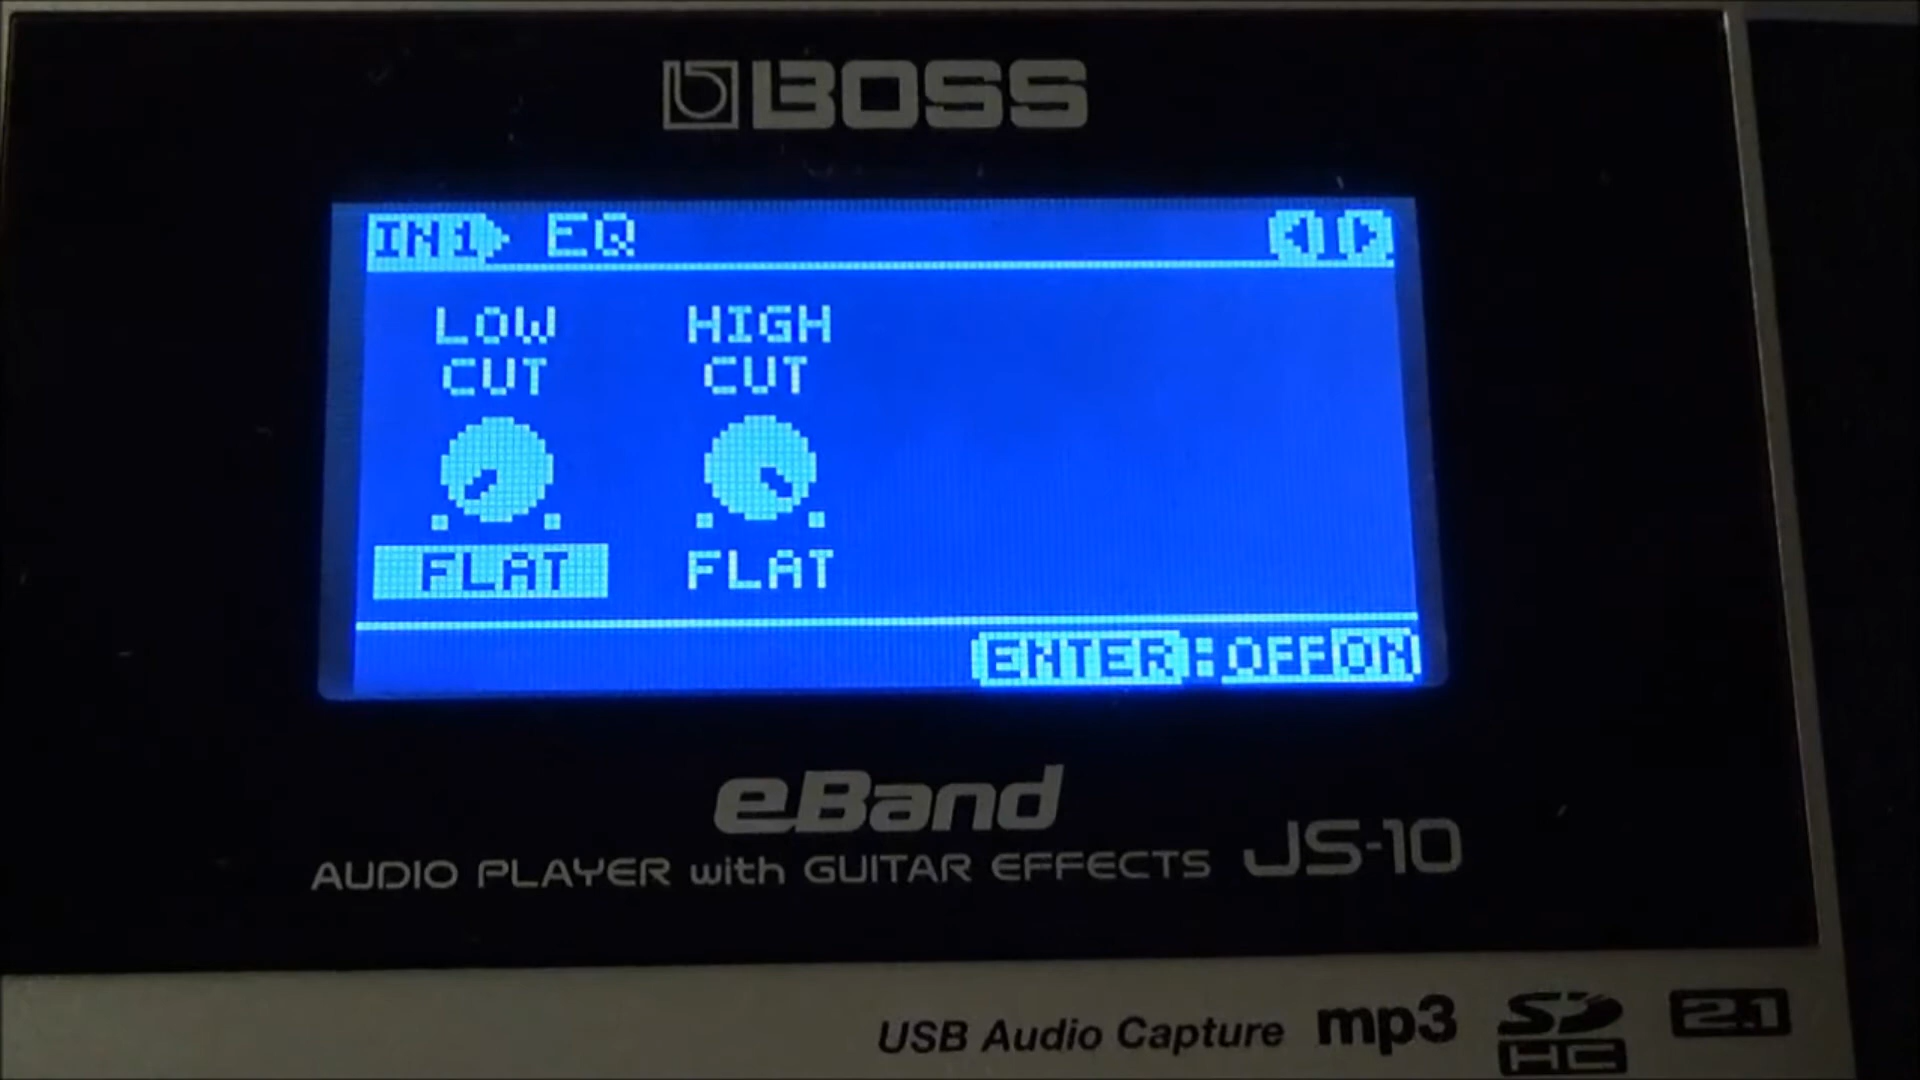 BOSS
IN1 EQ
LOW CUT
HIGH CUT
FLAT
FLAT
ENTER:OFF ON
eBand
AUDIO PLAYER with GUITAR EFFECTS JS-10
USB Audio Capture mp3 SD HC 2.1